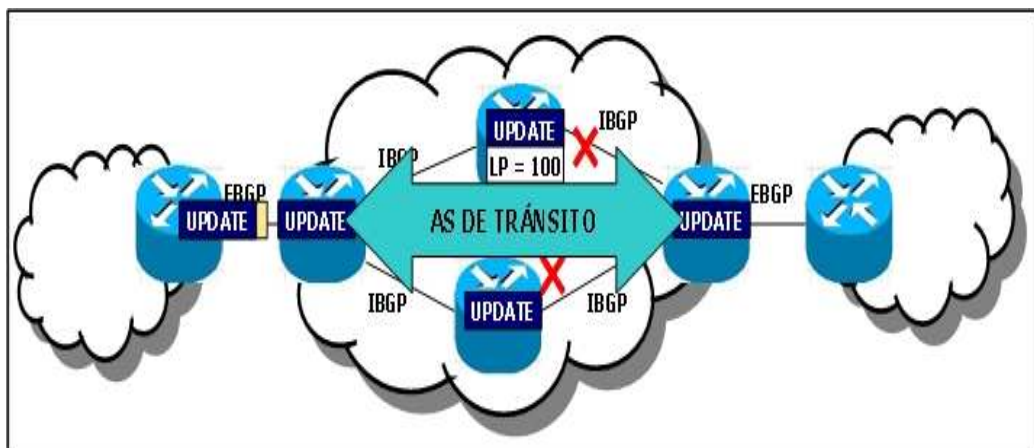 IBGP
UPDATE
LP = 100
IBGP
EBGP
UPDATE
UPDATE
AS DE TRÁNSITO
UPDATE
EBGP
IBGP
UPDATE
IBGP